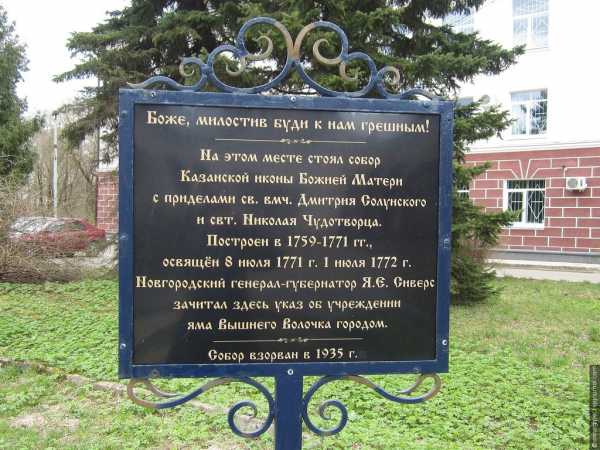 Боже, милостив буди к нам грешным!
На этом месте стоял собор
Казанской иконы Божией Матери
с приделами св. вмч. Дмитрия Солунского
и свт. Николая Чудотворца.
Построен в 1759-1771 гг.,
освящён 8 июля 1771 г. 1 июля 1772 г.
Новгородский генерал-губернатор Я.Е. Сиверс
зачитал здесь указ об учреждении
яма Вышнего Волочка городом.
Собор взорван в 1935 г.